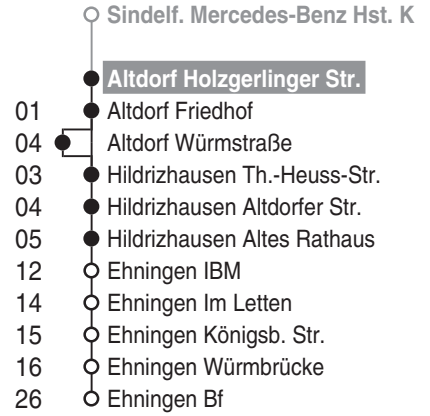 Sindelf. Mercedes-Benz Hst. K
Altdorf Holzgerlinger Str.
01 Altdorf Friedhof
04 Altdorf Würmstraße
03 Hildrizhausen Th.-Heuss-Str.
04 Hildrizhausen Altdorfer Str.
05 Hildrizhausen Altes Rathaus
12 Ehningen IBM
14 Ehningen Im Letten
15 Ehningen Königsb. Str.
16 Ehningen Würmbrücke
26 Ehningen Bf